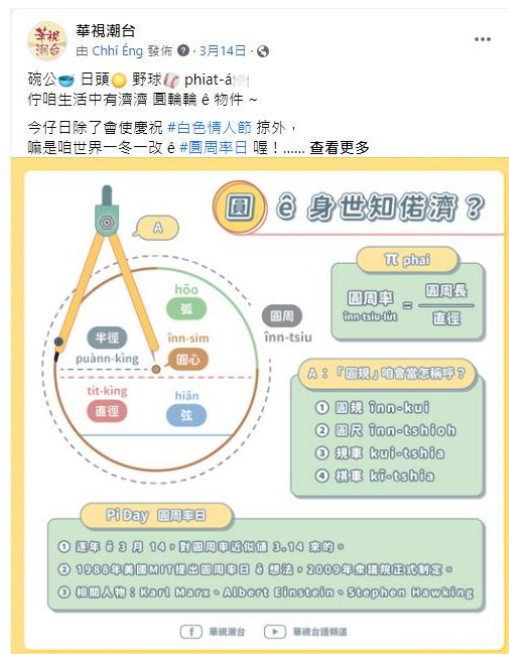 華視潮台
由 Chhî Éng 發佈 · 3月14日 ·
碗公 日頭 野球 phiat-á
佇咱生活中有濟濟 圓輪輪 ê 物件 ~
今仔日除了會使慶祝 #白色情人節 掠外，
嘛是咱世界一冬一改 ê #圓周率日 喔！...... 查看更多
華視潮台
圓 ê 身世知偌濟？
A
π phai
圓周率 = 圓周長
înn-tsiu-lu̍t 直徑
hôo
弧
圓周
înn-tsiu
半徑
puànn-kìng
înn-sim
圓心
ti̍t-kìng
直徑
hiân
弦
A：「圓規」咱會當怎稱呼？
① 圓規 înn-kui
② 圓尺 înn-tshioh
③ 規車 kui-tshia
④ 棋車 kî-tshia
Pi Day 圓周率日
① 逐年 ê 3 月 14，對圓周率近似值 3.14 來的。
② 1988年美國MIT提出圓周率日 ê 想法，2009年眾議院正式制定。
③ 相關人物：Karl Marx、Albert Einstein、Stephen Hawking
華視潮台 華視台語頻道